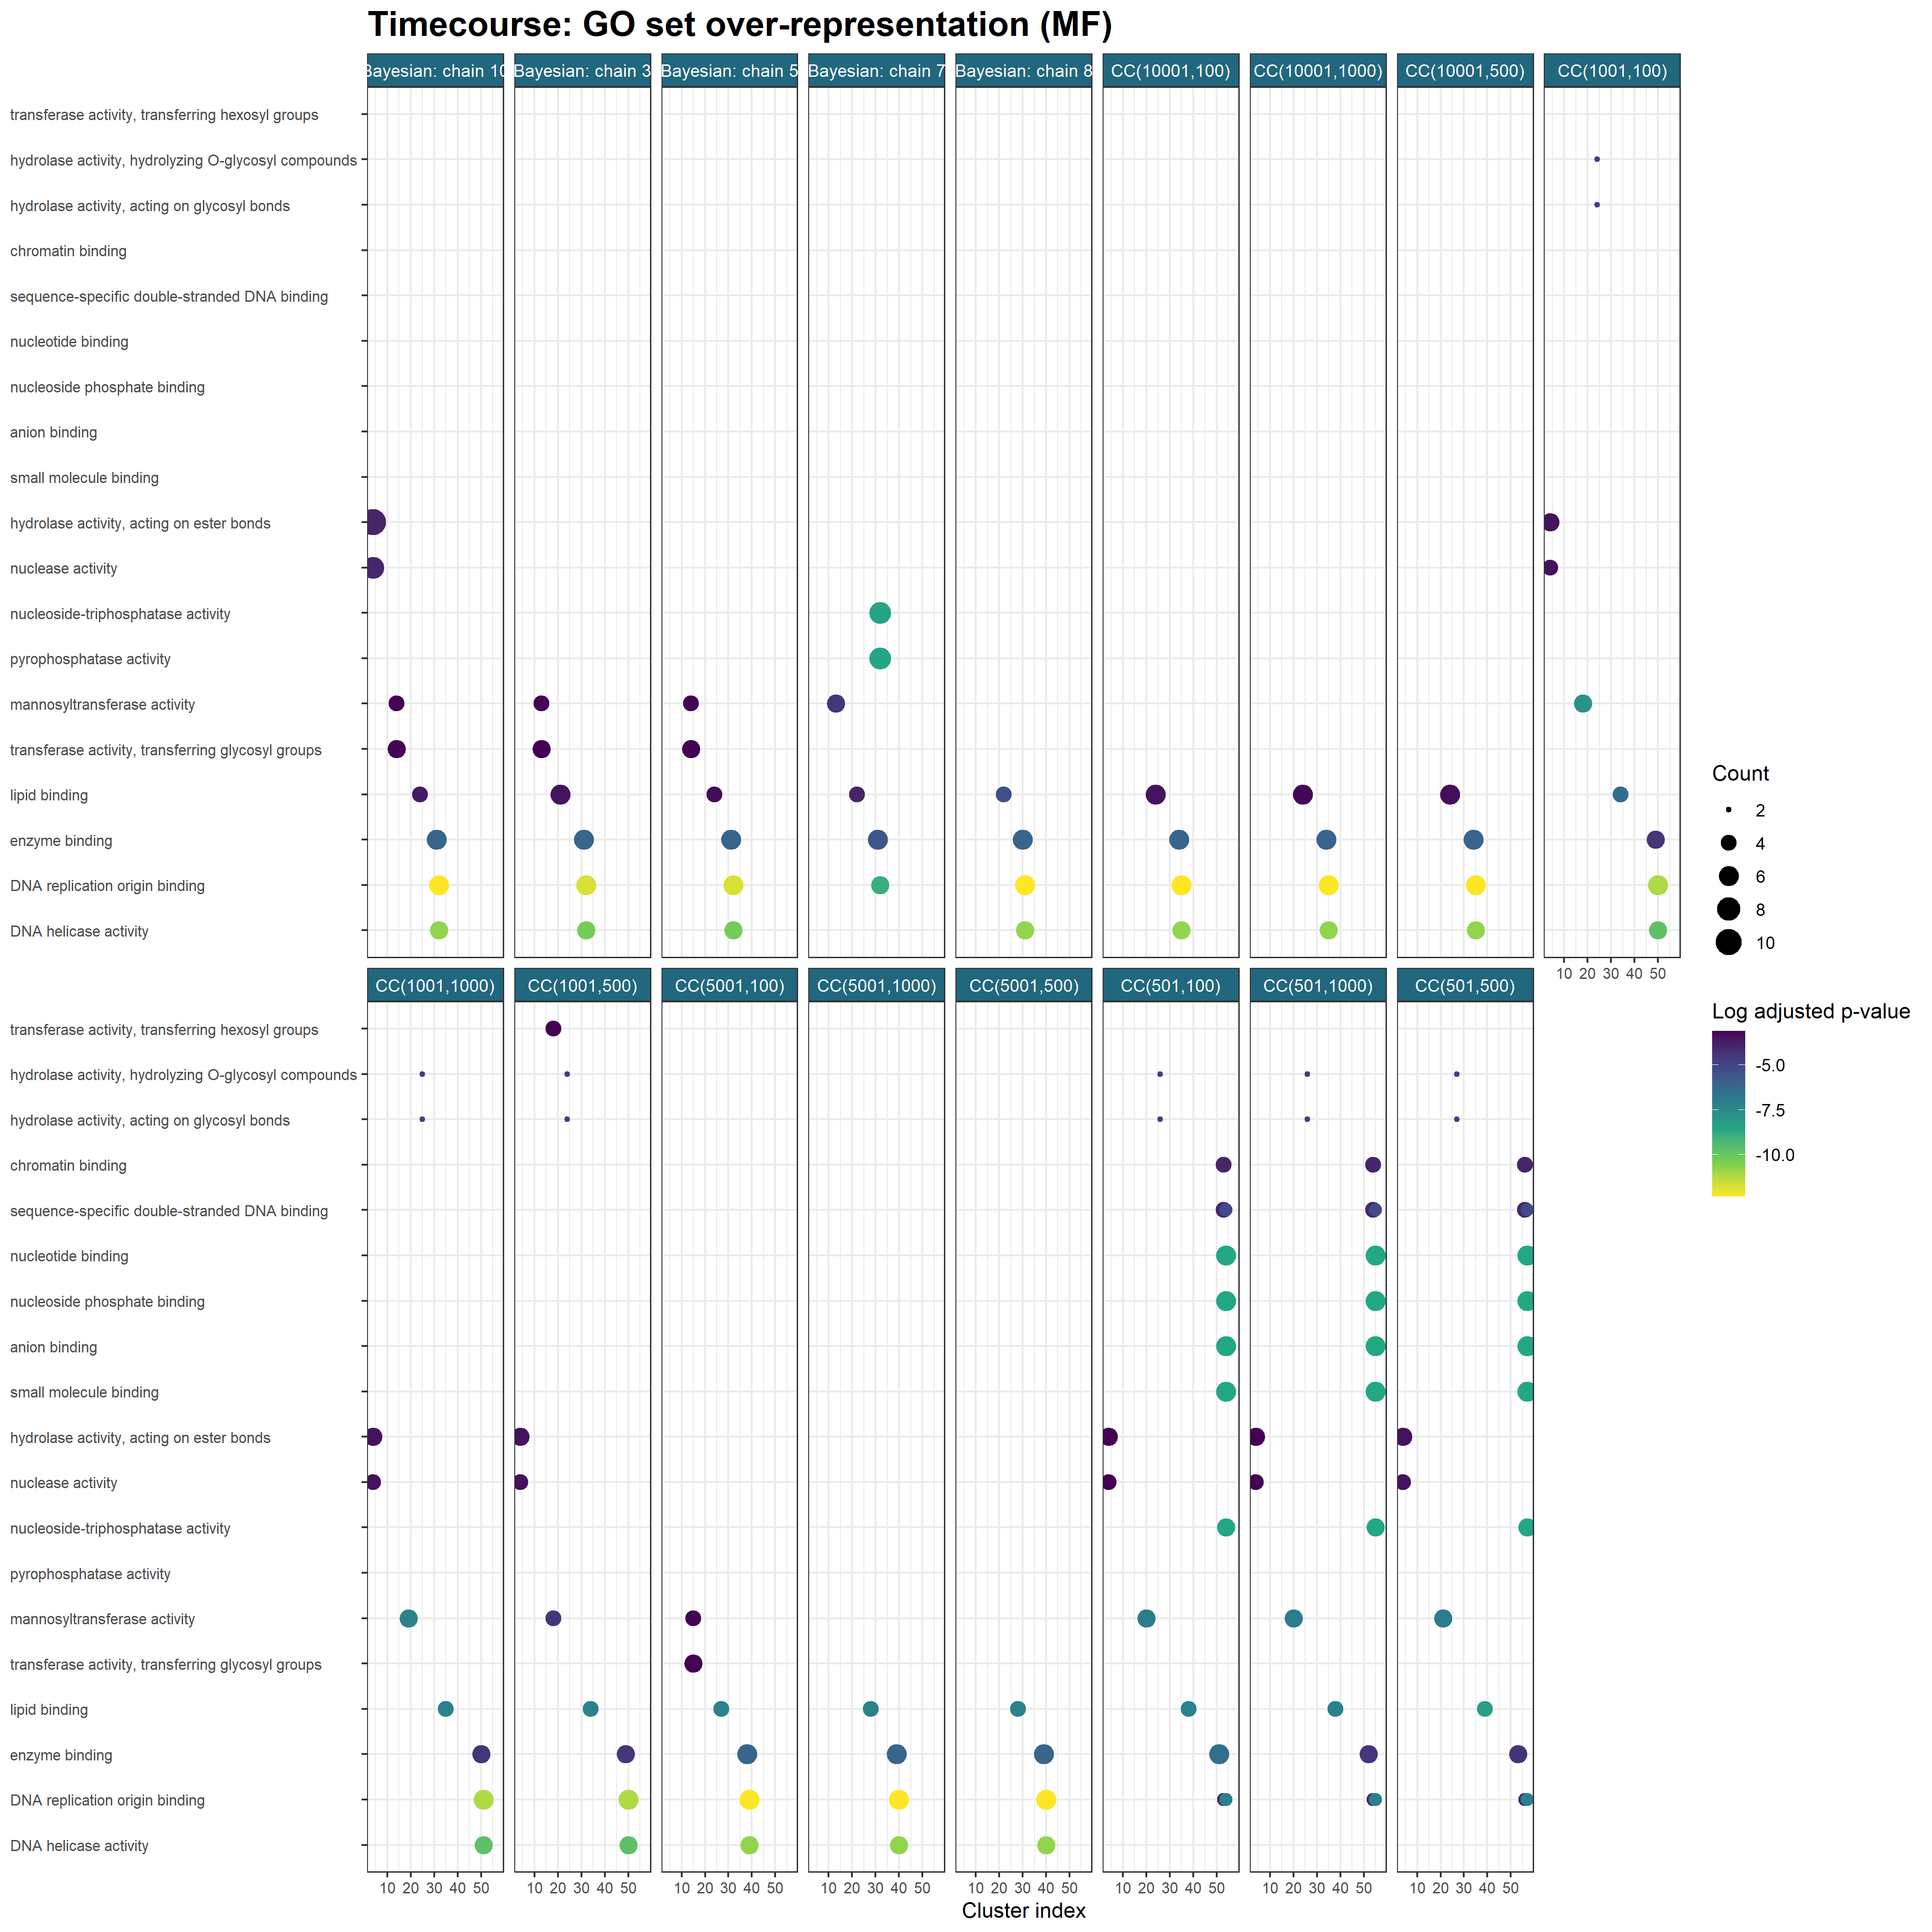 Timecourse: GO set over-representation (MF)
Bayesian: chain 10 Bayesian: chain 3 Bayesian: chain 5 Bayesian: chain 7 Bayesian: chain 8 CC(10001,100) CC(10001,1000) CC(10001,500) CC(1001,100)
transferase activity, transferring hexosyl groups
hydrolase activity, hydrolyzing O-glycosyl compounds
hydrolase activity, acting on glycosyl bonds
chromatin binding
sequence-specific double-stranded DNA binding
nucleotide binding
nucleoside phosphate binding
anion binding
small molecule binding
hydrolase activity, acting on ester bonds
nuclease activity
nucleoside-triphosphatase activity
pyrophosphatase activity
mannosyltransferase activity
transferase activity, transferring glycosyl groups
lipid binding
enzyme binding
DNA replication origin binding
DNA helicase activity
10 20 30 40 50
CC(1001,1000) CC(1001,500) CC(5001,100) CC(5001,1000) CC(5001,500) CC(501,100) CC(501,1000) CC(501,500)
transferase activity, transferring hexosyl groups
hydrolase activity, hydrolyzing O-glycosyl compounds
hydrolase activity, acting on glycosyl bonds
chromatin binding
sequence-specific double-stranded DNA binding
nucleotide binding
nucleoside phosphate binding
anion binding
small molecule binding
hydrolase activity, acting on ester bonds
nuclease activity
nucleoside-triphosphatase activity
pyrophosphatase activity
mannosyltransferase activity
transferase activity, transferring glycosyl groups
lipid binding
enzyme binding
DNA replication origin binding
DNA helicase activity
10 20 30 40 50 10 20 30 40 50 10 20 30 40 50 10 20 30 40 50 10 20 30 40 50 10 20 30 40 50 10 20 30 40 50 10 20 30 40 50
Cluster index
Count
2
4
6
8
10
Log adjusted p-value
-5.0
-7.5
-10.0